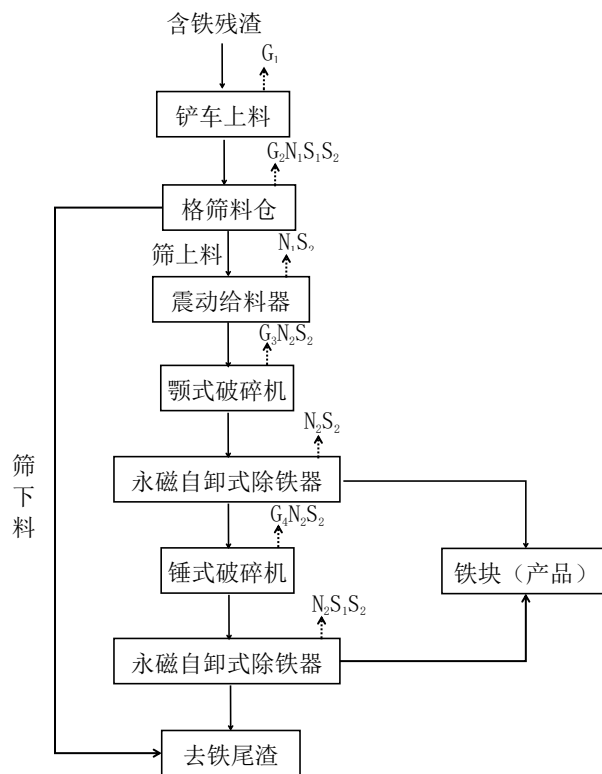 含铁残渣
G₁
铲车上料
G₂N₁S₁S₂
格筛料仓
筛上料
N₁S₂
震动给料器
G₃N₂S₂
颚式破碎机
N₂S₂
筛下料
永磁自卸式除铁器
G₄N₂S₂
锤式破碎机
铁块（产品）
N₂S₁S₂
永磁自卸式除铁器
去铁尾渣